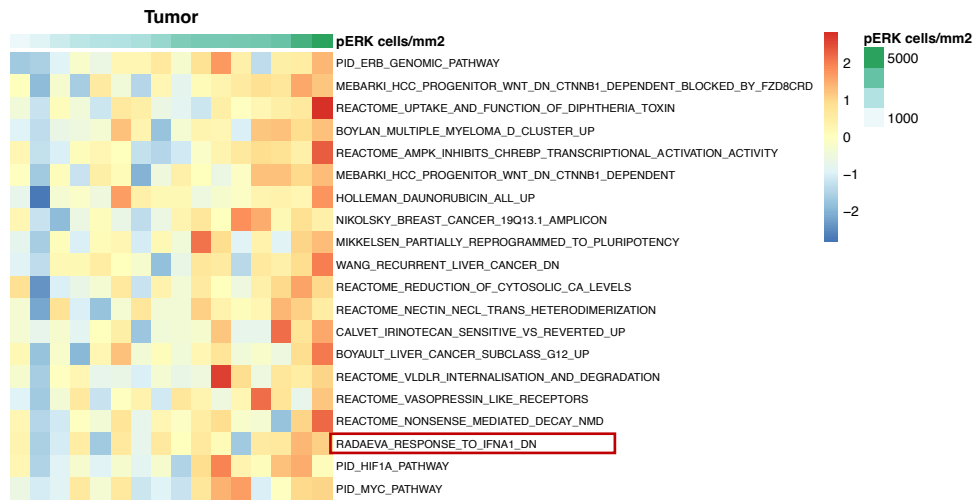 Tumor
pERK cells/mm2
PID_ERB_GENOMIC_PATHWAY
MEBARKI_HCC_PROGENITOR_WNT_DN_CTNNB1_DEPENDENT_BLOCKED_BY_FZD8CRD
REACTOME_UPTAKE_AND_FUNCTION_OF_DIPHTHERIA_TOXIN
BOYLAN_MULTIPLE_MYELOMA_D_CLUSTER_UP
REACTOME_AMPK_INHIBITS_CHREBP_TRANSCRIPTIONAL_ACTIVATION_ACTIVITY
MEBARKI_HCC_PROGENITOR_WNT_DN_CTNNB1_DEPENDENT
HOLLEMAN_DAUNORUBICIN_ALL_UP
NIKOLSKY_BREAST_CANCER_19Q13.1_AMPLICON
MIKKELSEN_PARTIALLY_REPROGRAMMED_TO_PLURIPOTENCY
WANG_RECURRENT_LIVER_CANCER_DN
REACTOME_REDUCTION_OF_CYTOSOLIC_CA_LEVELS
REACTOME_NECTIN_NECL_TRANS_HETERODIMERIZATION
CALVET_IRINOTECAN_SENSITIVE_VS_REVERTED_UP
BOYAULT_LIVER_CANCER_SUBCLASS_G12_UP
REACTOME_VLDLR_INTERNALISATION_AND_DEGRADATION
REACTOME_VASOPRESSIN_LIKE_RECEPTORS
REACTOME_NONSENSE_MEDIATED_DECAY_NMD
RADAEVA_RESPONSE_TO_IFNA1_DN
PID_HIF1A_PATHWAY
PID_MYC_PATHWAY
2
1
0
−1
−2
pERK cells/mm2
5000
1000